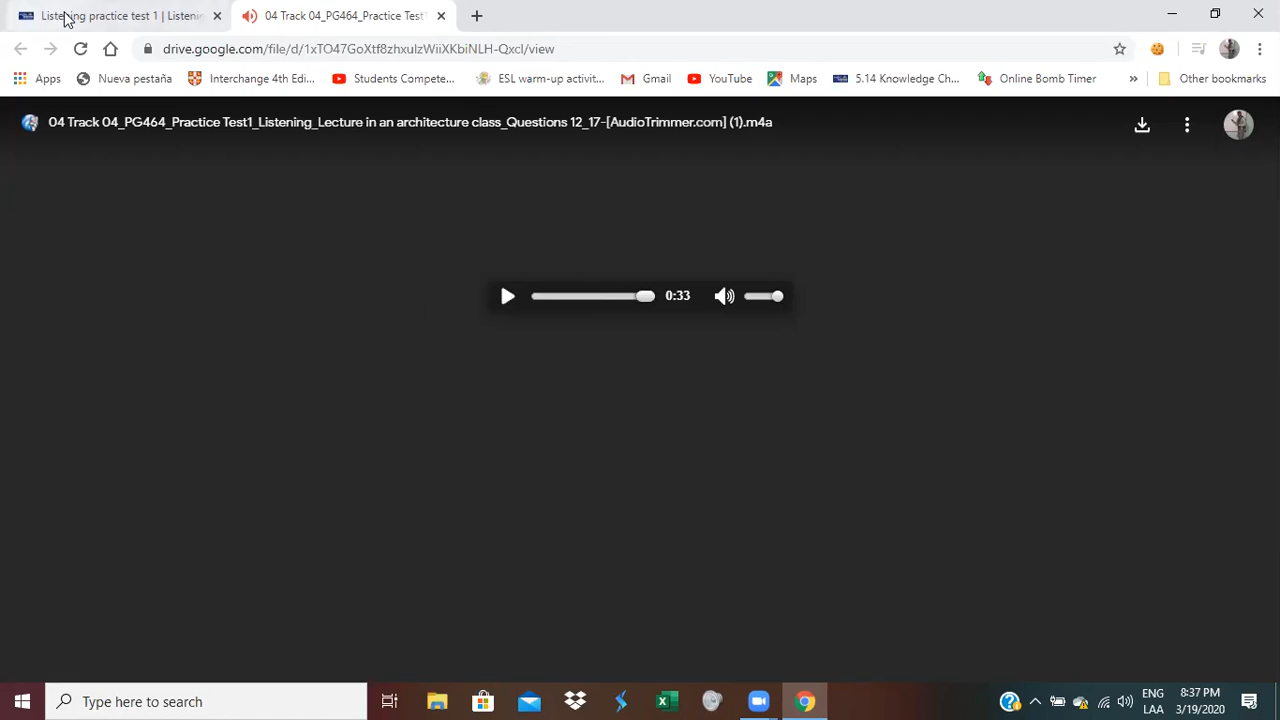 Listening practice test 1 | Listenin
04 Track 04_PG464_Practice Test1
drive.google.com/file/d/1xTO47GoXtf8zhxulzWiiXKbiNLH-Qxcl/view
Apps
Nueva pestaña
Interchange 4th Edi...
Students Compete...
ESL warm-up activit...
Gmail
YouTube
Maps
5.14 Knowledge Ch...
Online Bomb Timer
»
Other bookmarks
04 Track 04_PG464_Practice Test1_Listening_Lecture in an architecture class_Questions 12_17-[AudioTrimmer.com] (1).m4a
0:33
Type here to search
ENG
LAA
8:37 PM
3/19/2020